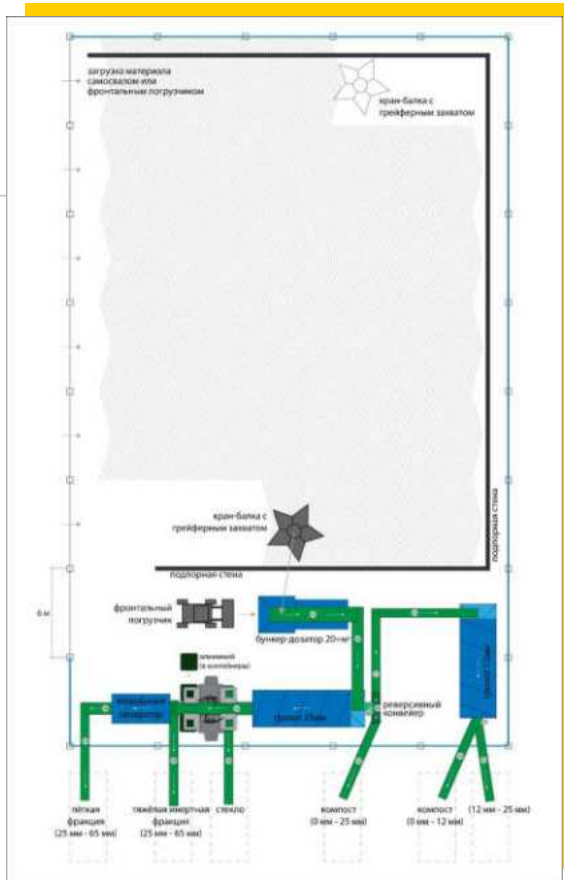 загрузка материала
самосвалом или
фронтальным погрузчиком
кран-балка с
грейферным захватом
кран-балка с
грейферным захватом
подпорная стена
подпорная стена
6 м
фронтальный
погрузчик
бункер-дозатор 20+м³
алюминий
(в контейнеры)
сепаратор
грохот 25мм
реверсивный
конвейер
лёгкая
фракция
(25 мм - 65 мм)
тяжёлая инертная
фракция
(25 мм - 65 мм)
стекло
компост
(0 мм - 25 мм)
компост
(0 мм - 12 мм)
(12 мм - 25 мм)